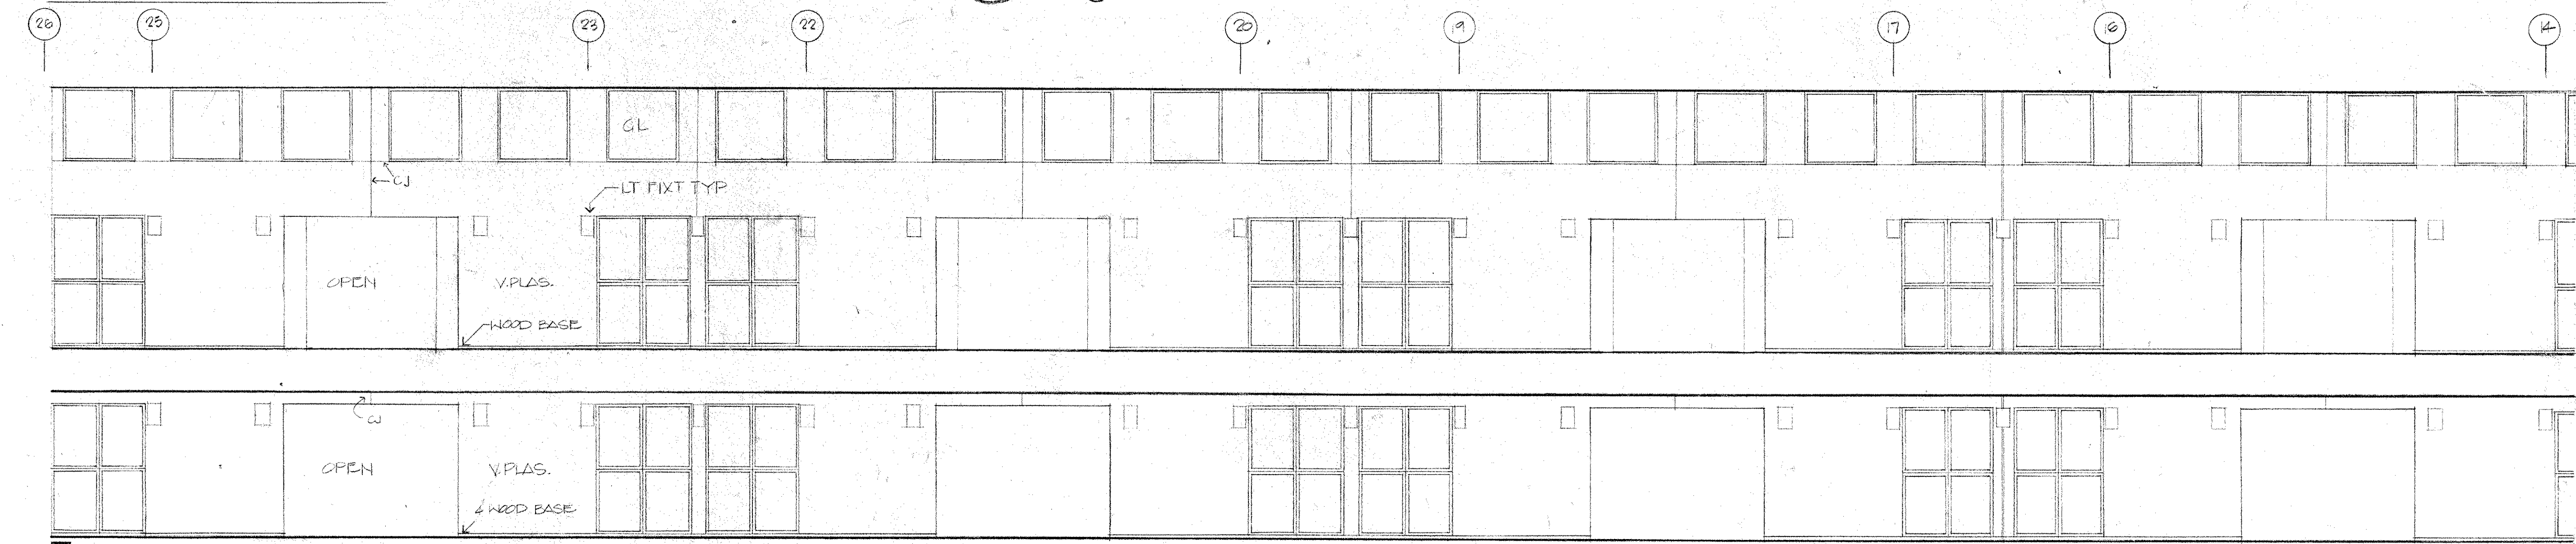 26 25 23 22 20 19 17 16 14
GL
CJ
LT FIXT TYP
OPEN
V.PLAS.
WOOD BASE
CJ
OPEN
V.PLAS.
4 WOOD BASE